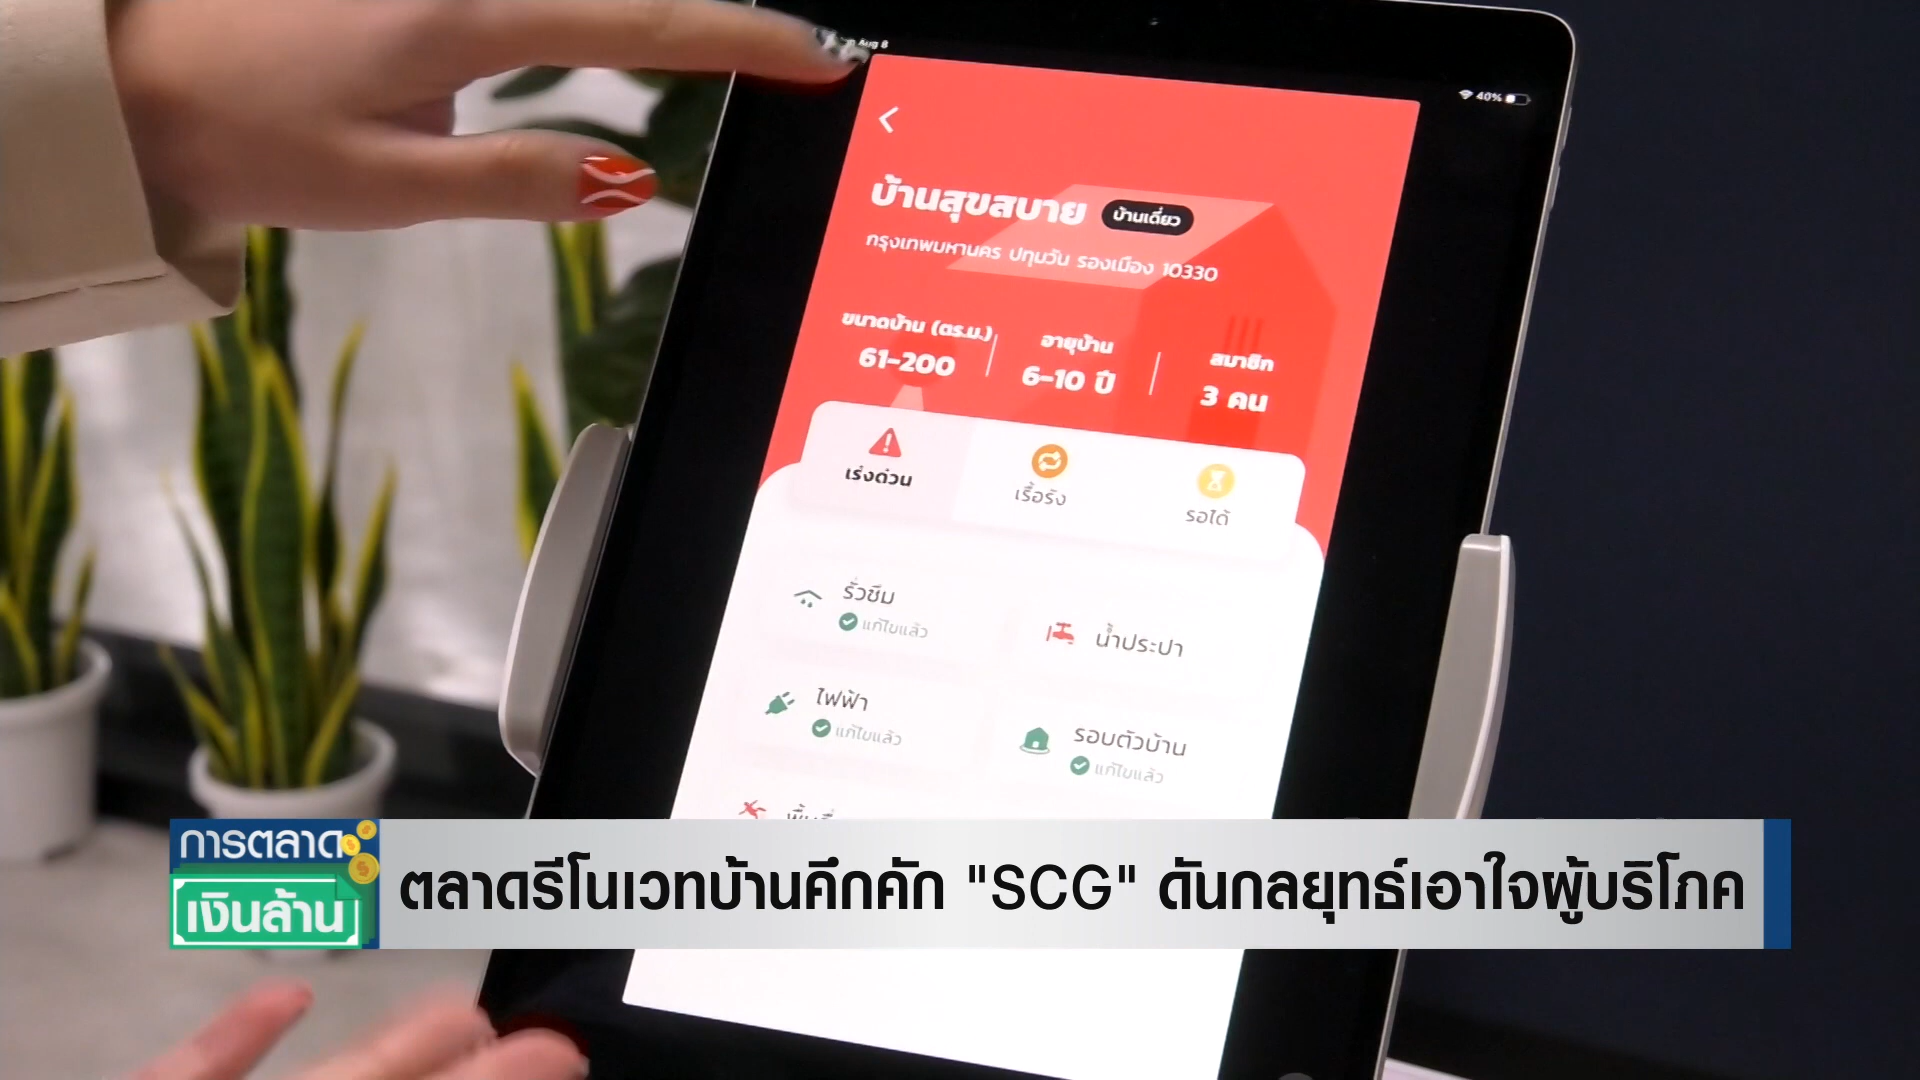 Aug 8
40%
บ้านสุขสบาย
บ้านเดี่ยว
กรุงเทพมหานคร ปทุมวัน รองเมือง 10330
ขนาดบ้าน (ตร.ม.)
61-200
อายุบ้าน
6-10 ปี
สมาชิก
3 คน
เร่งด่วน
เรื้อรัง
รอได้
รั่วซึม
แก้ไขแล้ว
น้ำประปา
ไฟฟ้า
แก้ไขแล้ว
รอบตัวบ้าน
แก้ไขแล้ว
การตลาด
เงินล้าน
ตลาดรีโนเวทบ้านคึกคัก "SCG" ดันกลยุทธ์เอาใจผู้บริโภค